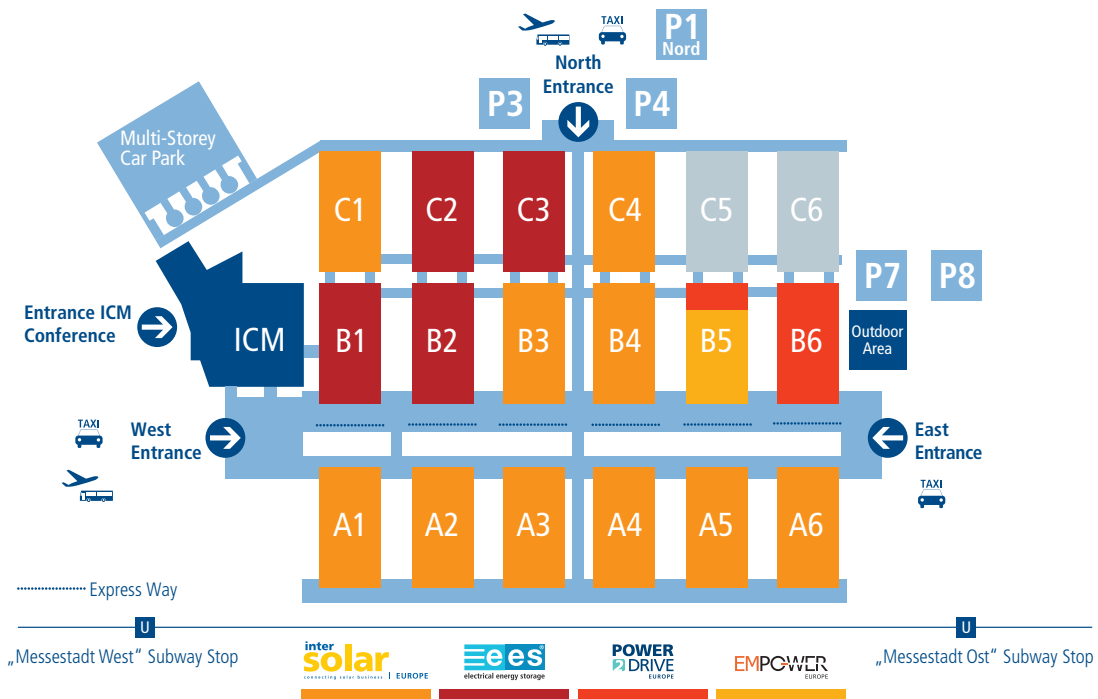 TAXI
P1
Nord
North
Entrance
P3
P4
Multi-Storey
Car Park
C1
C2
C3
C4
C5
C6
P7
P8
Entrance ICM
Conference
ICM
B1
B2
B3
B4
B5
B6
Outdoor
Area
TAXI
West
Entrance
East
Entrance
TAXI
A1
A2
A3
A4
A5
A6
Express Way
U
U
„Messestadt West“ Subway Stop
inter
solar
connecting solar business | EUROPE
ees®
electrical energy storage
POWER
2DRIVE
EUROPE
EMPOWER
EUROPE
„Messestadt Ost“ Subway Stop